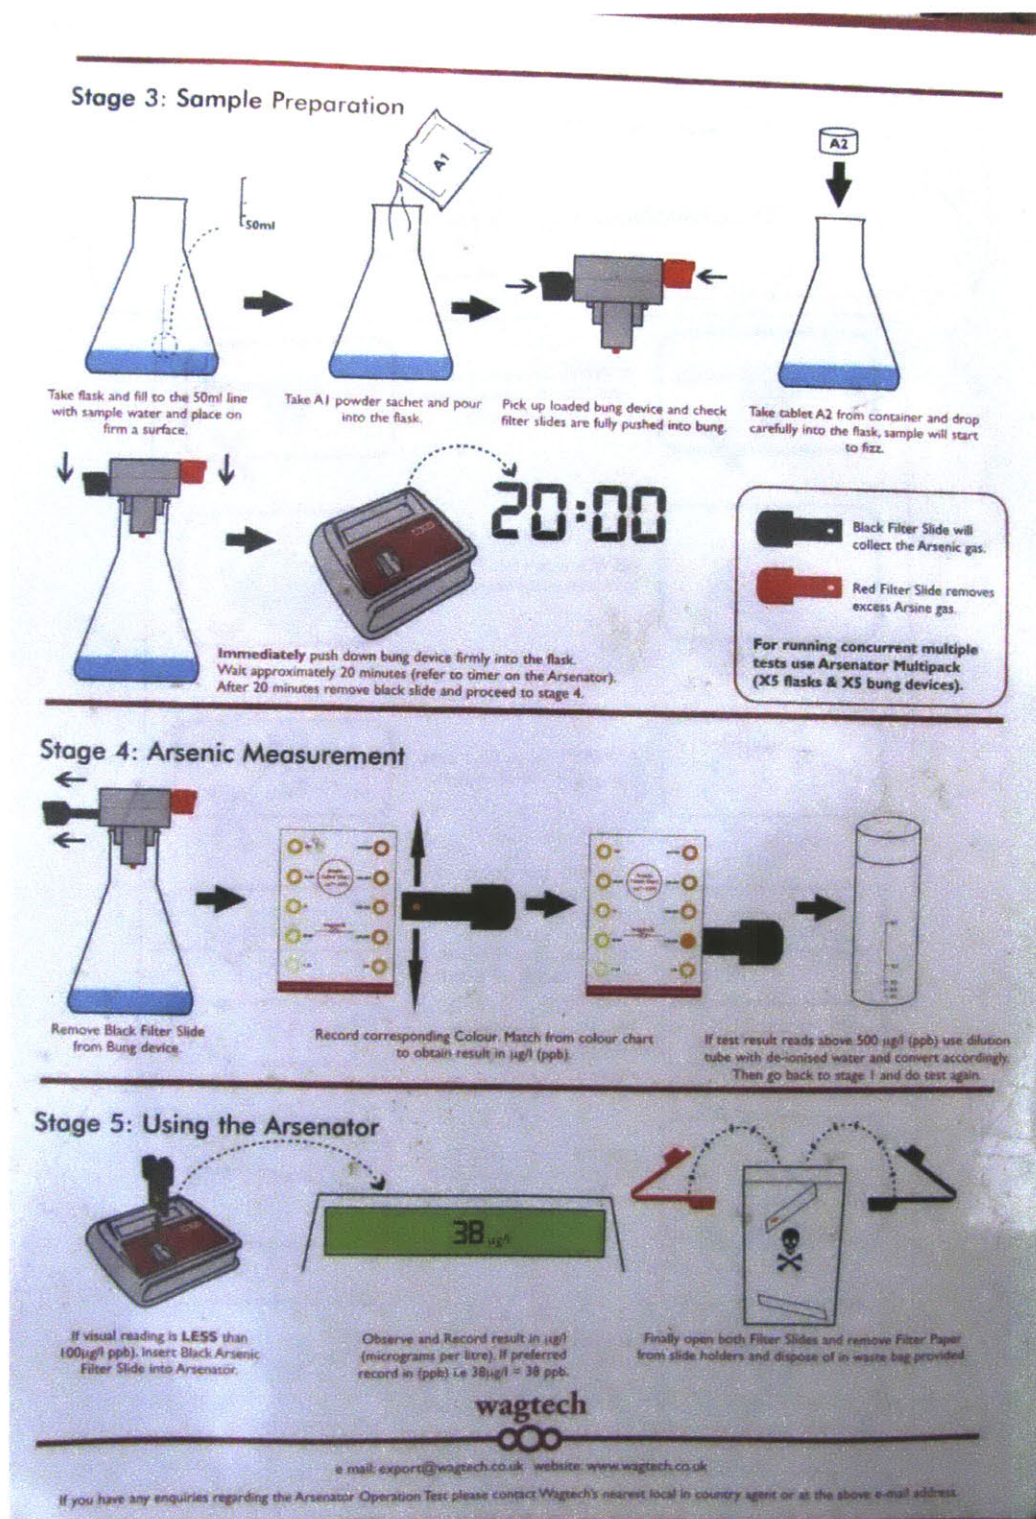 Stage 3: Sample Preparation
A1
A2
50ml
Take flask and fill to the 50ml line
with sample water and place on
firm a surface.
Take A1 powder sachet and pour
into the flask.
Pick up loaded bung device and check
filter slides are fully pushed into bung.
Take tablet A2 from container and drop
carefully into the flask, sample will start
to fizz.
20:00
Immediately push down bung device firmly into the flask.
Wait approximately 20 minutes (refer to timer on the Arsenator).
After 20 minutes remove black slide and proceed to stage 4.
Black Filter Slide will
collect the Arsenic gas.
Red Filter Slide removes
excess Arsine gas.
For running concurrent multiple
tests use Arsenator Multipack
(X5 flasks & X5 bung devices).
Stage 4: Arsenic Measurement
wagtech
wagtech
Remove Black Filter Slide
from Bung device.
Record corresponding Colour. Match from colour chart
to obtain result in µg/l (ppb).
If test result reads above 500 µg/l (ppb) use dilution
tube with de-ionised water and convert accordingly.
Then go back to stage 1 and do test again.
Stage 5: Using the Arsenator
38 µg/l
If visual reading is LESS than
100µg/l ppb). Insert Black Arsenic
Filter Slide into Arsenator.
Observe and Record result in µg/l
(micrograms per litre). If preferred
record in (ppb) i.e 38µg/l = 38 ppb.
Finally open both Filter Slides and remove Filter Paper
from slide holders and dispose of in waste bag provided
wagtech
e mail: export@wagtech.co.uk website: www.wagtech.co.uk
If you have any enquiries regarding the Arsenator Operation Test please contact Wagtech's nearest local in country agent or at the above e-mail address.